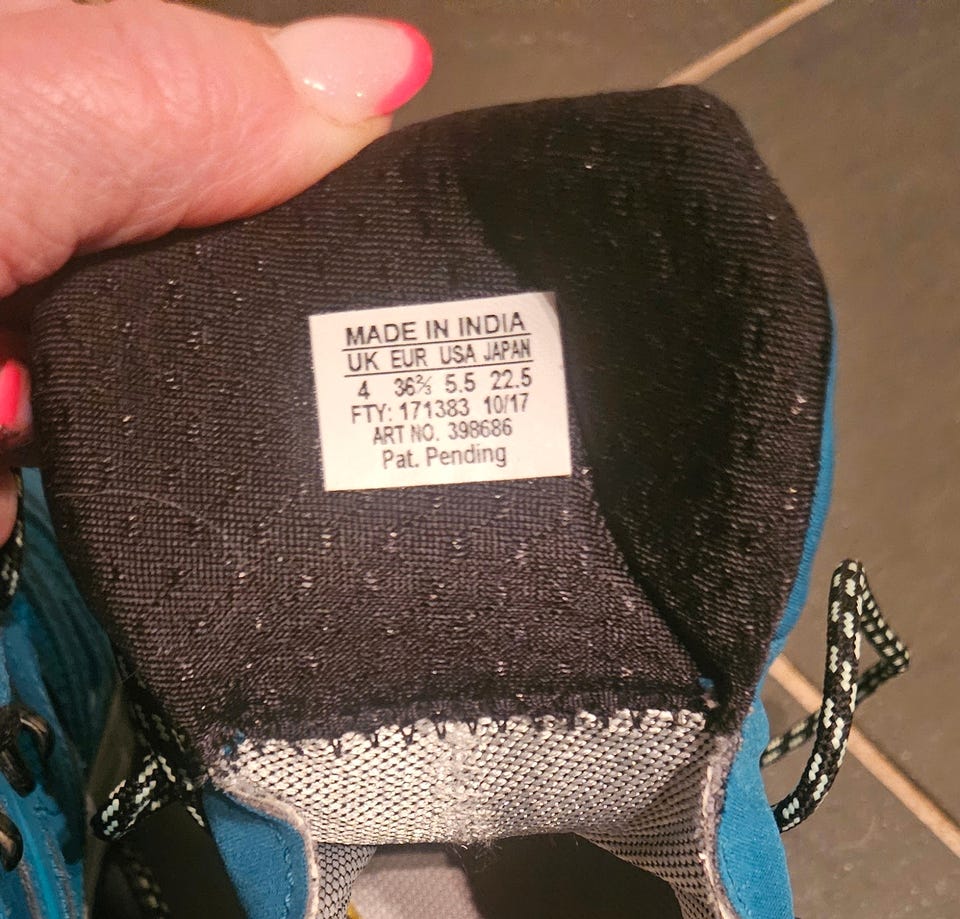 MADE IN INDIA
UK EUR USA JAPAN
4 36⅔ 5.5 22.5
FTY: 171383 10/17
ART NO. 398686
Pat. Pending